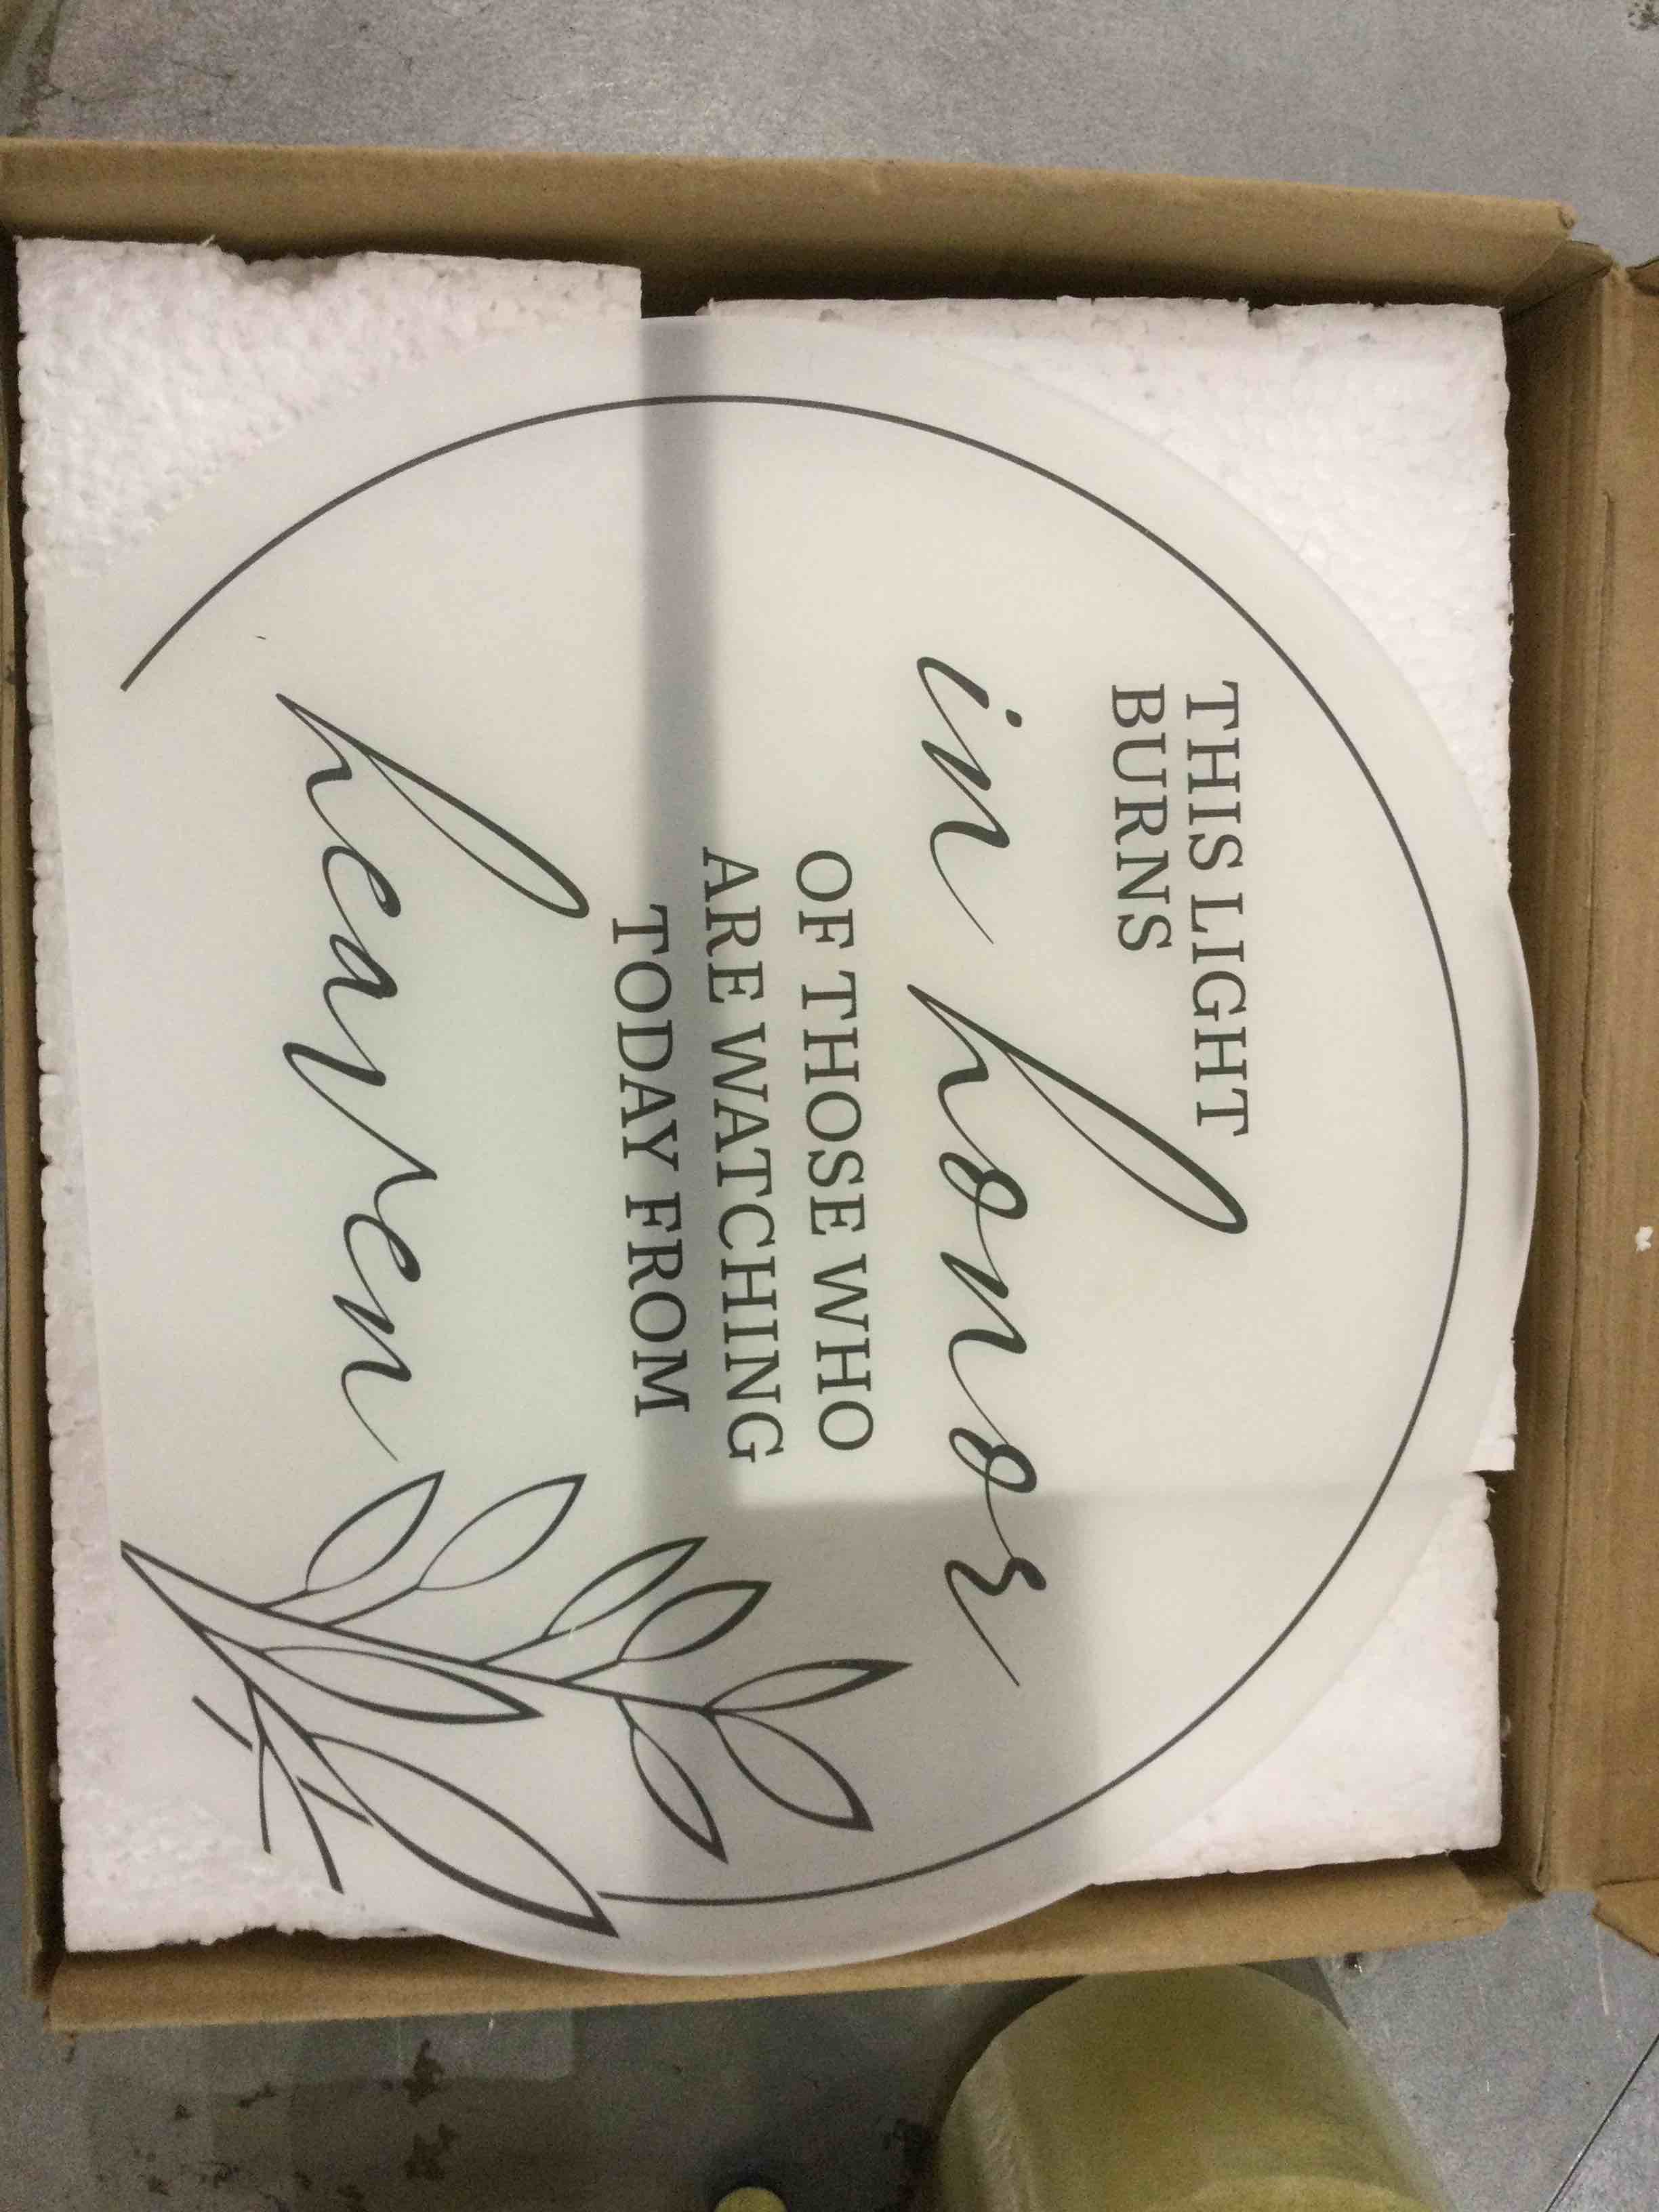 THIS LIGHT
BURNS
in honor
OF THOSE WHO
ARE WATCHING
TODAY FROM
heaven